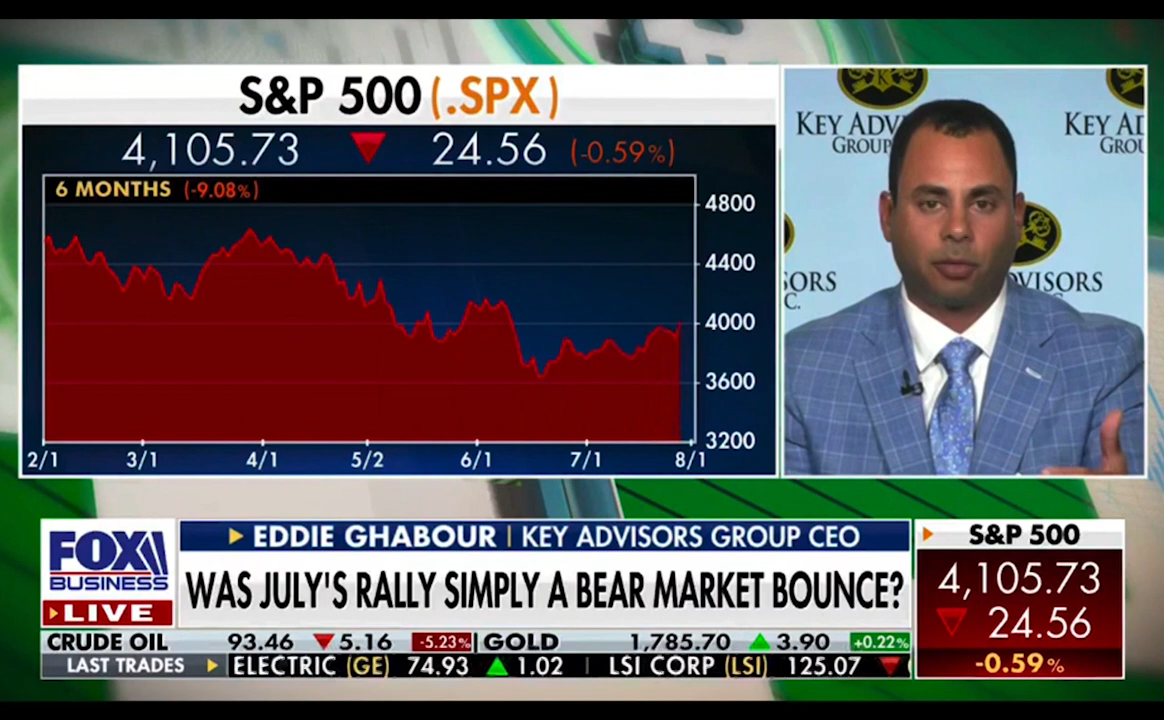 S&P 500 (.SPX)
4,105.73 ▼ 24.56 (-0.59%)
6 MONTHS (-9.08%)
4800
4400
4000
3600
3200
2/1 3/1 4/1 5/2 6/1 7/1 8/1
K
KEY ADV
GROUP
KEY AD
GROU
SORS
C.
VISORS
C.
FOX
BUSINESS
LIVE
EDDIE GHABOUR | KEY ADVISORS GROUP CEO
WAS JULY'S RALLY SIMPLY A BEAR MARKET BOUNCE?
S&P 500
4,105.73
▼ 24.56
-0.59%
CRUDE OIL 93.46 ▼ 5.16 -5.23% | GOLD 1,785.70 ▲ 3.90 +0.22%
LAST TRADES ELECTRIC (GE) 74.93 ▲ 1.02 | LSI CORP (LSI) 125.07 ▼